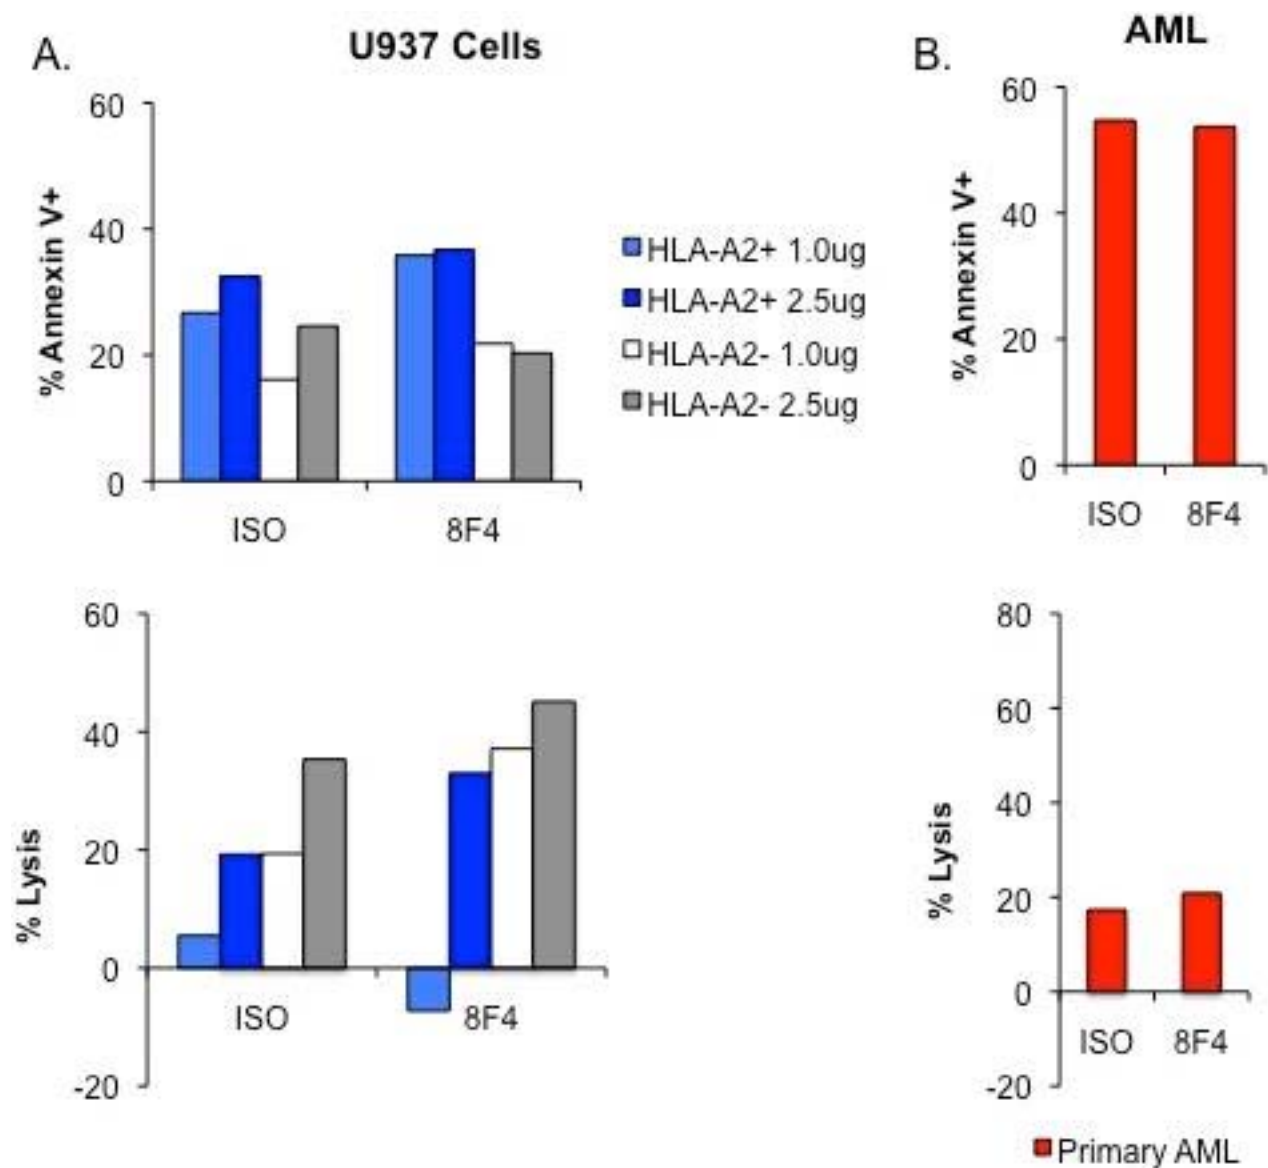 A.
U937 Cells
60
40
20
0
% Annexin V+
ISO
8F4
HLA-A2+ 1.0ug
HLA-A2+ 2.5ug
HLA-A2- 1.0ug
HLA-A2- 2.5ug
B.
AML
60
40
20
0
% Annexin V+
ISO
8F4
60
40
20
0
-20
% Lysis
ISO
8F4
80
60
40
20
0
-20
% Lysis
ISO
8F4
Primary AML